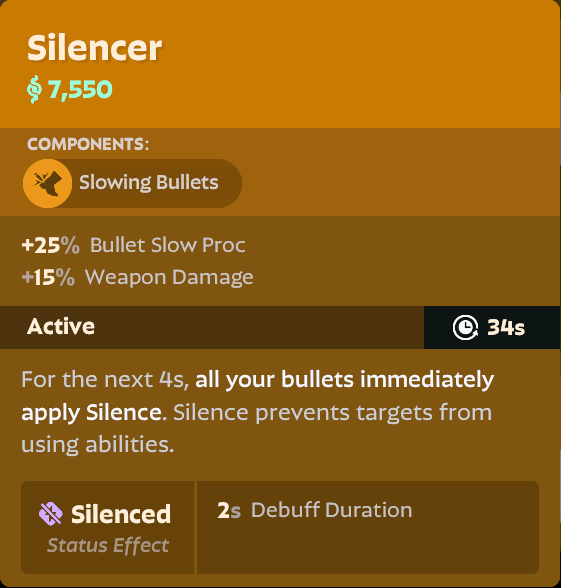 Silencer
7,550
COMPONENTS:
Slowing Bullets
+25% Bullet Slow Proc
+15% Weapon Damage
Active 34s
For the next 4s, all your bullets immediately
apply Silence. Silence prevents targets from
using abilities.
Silenced
Status Effect
2s Debuff Duration